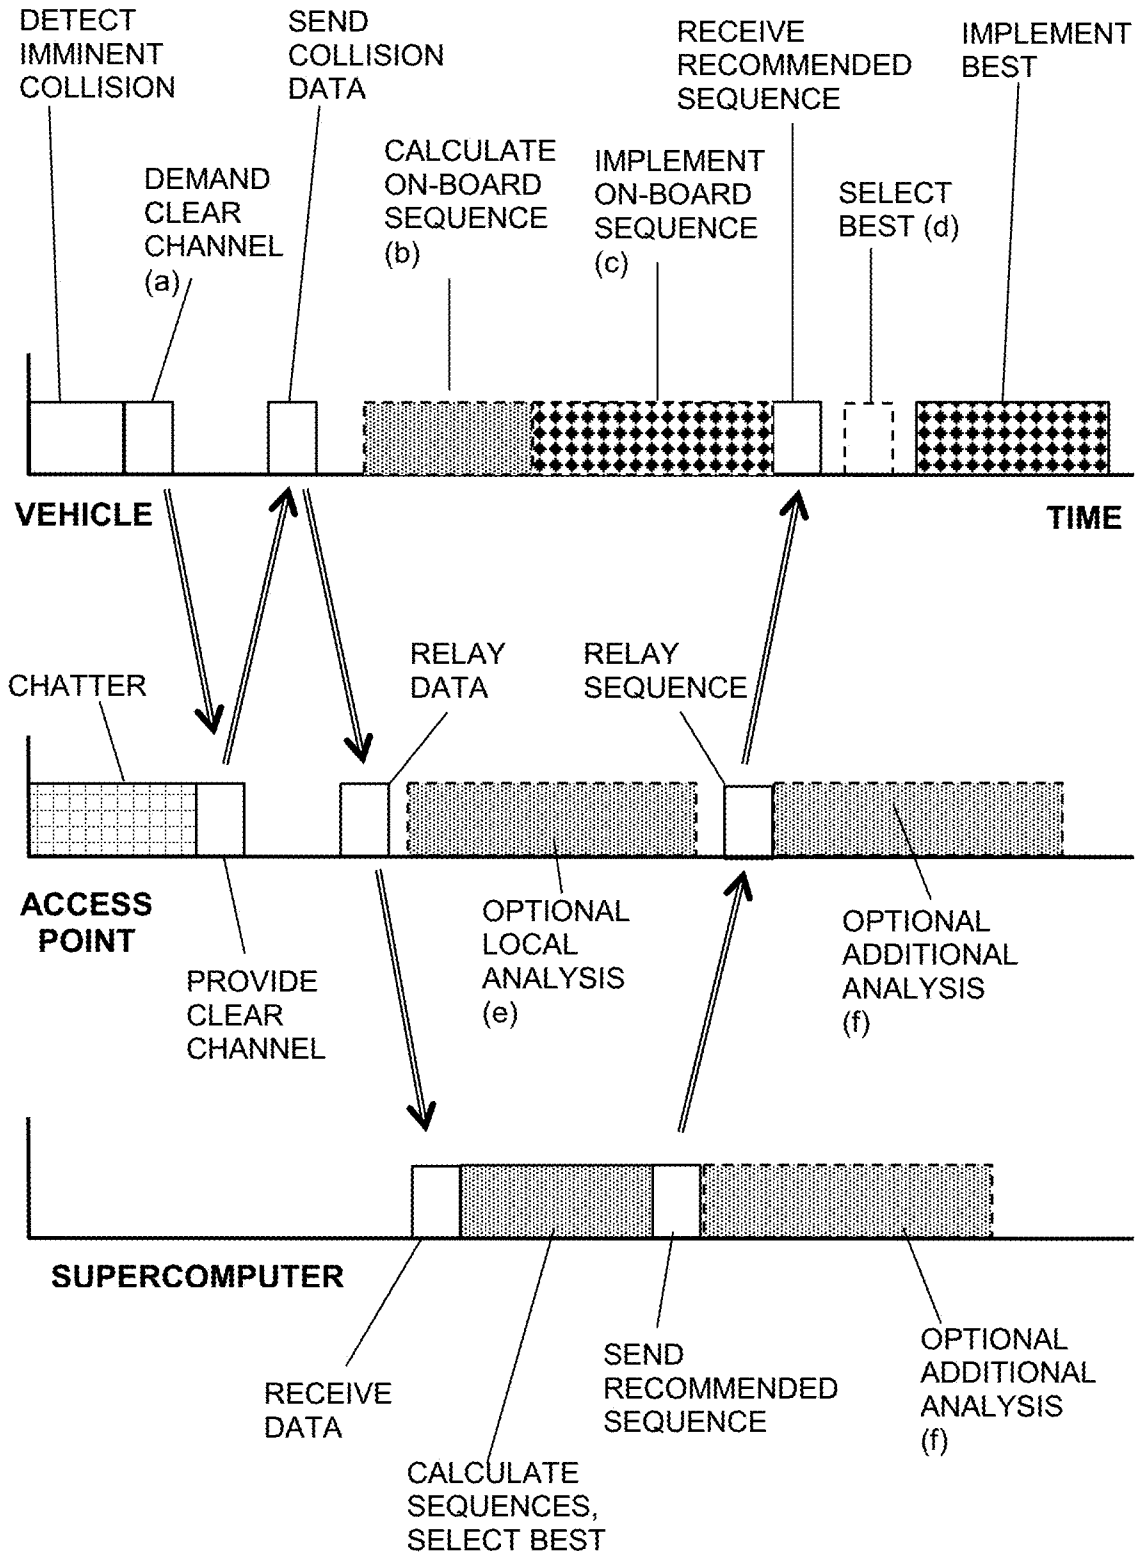 DETECT
IMMINENT
COLLISION
SEND
COLLISION
DATA
RECEIVE
RECOMMENDED
SEQUENCE
IMPLEMENT
BEST
DEMAND
CLEAR
CHANNEL
(a)
CALCULATE
ON-BOARD
SEQUENCE
(b)
IMPLEMENT
ON-BOARD
SEQUENCE
(c)
SELECT
BEST (d)
VEHICLE
TIME
CHATTER
RELAY
DATA
RELAY
SEQUENCE
ACCESS
POINT
PROVIDE
CLEAR
CHANNEL
OPTIONAL
LOCAL
ANALYSIS
(e)
OPTIONAL
ADDITIONAL
ANALYSIS
(f)
SUPERCOMPUTER
RECEIVE
DATA
CALCULATE
SEQUENCES,
SELECT BEST
SEND
RECOMMENDED
SEQUENCE
OPTIONAL
ADDITIONAL
ANALYSIS
(f)